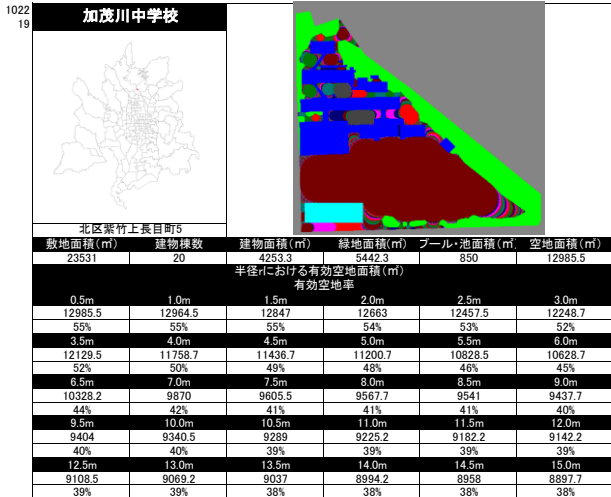 1022
19
加茂川中学校
北区紫竹上長目町5
敷地面積(㎡) 建物棟数 建物面積(㎡) 緑地面積(㎡) プール・池面積(㎡) 空地面積(㎡)
23531 20 4253.3 5442.3 850 12985.5
半径rにおける有効空地面積(㎡)
有効空地率
0.5m 1.0m 1.5m 2.0m 2.5m 3.0m
12985.5 12964.5 12847 12663 12457.5 12248.7
55% 55% 55% 54% 53% 52%
3.5m 4.0m 4.5m 5.0m 5.5m 6.0m
12129.5 11758.7 11436.7 11200.7 10828.5 10628.7
52% 50% 49% 48% 46% 45%
6.5m 7.0m 7.5m 8.0m 8.5m 9.0m
10328.2 9870 9605.5 9567.7 9541 9437.7
44% 42% 41% 41% 41% 40%
9.5m 10.0m 10.5m 11.0m 11.5m 12.0m
9404 9340.5 9289 9225.2 9182.2 9142.2
40% 40% 39% 39% 39% 39%
12.5m 13.0m 13.5m 14.0m 14.5m 15.0m
9108.5 9069.2 9037 8994.2 8958 8897.7
39% 39% 38% 38% 38% 38%